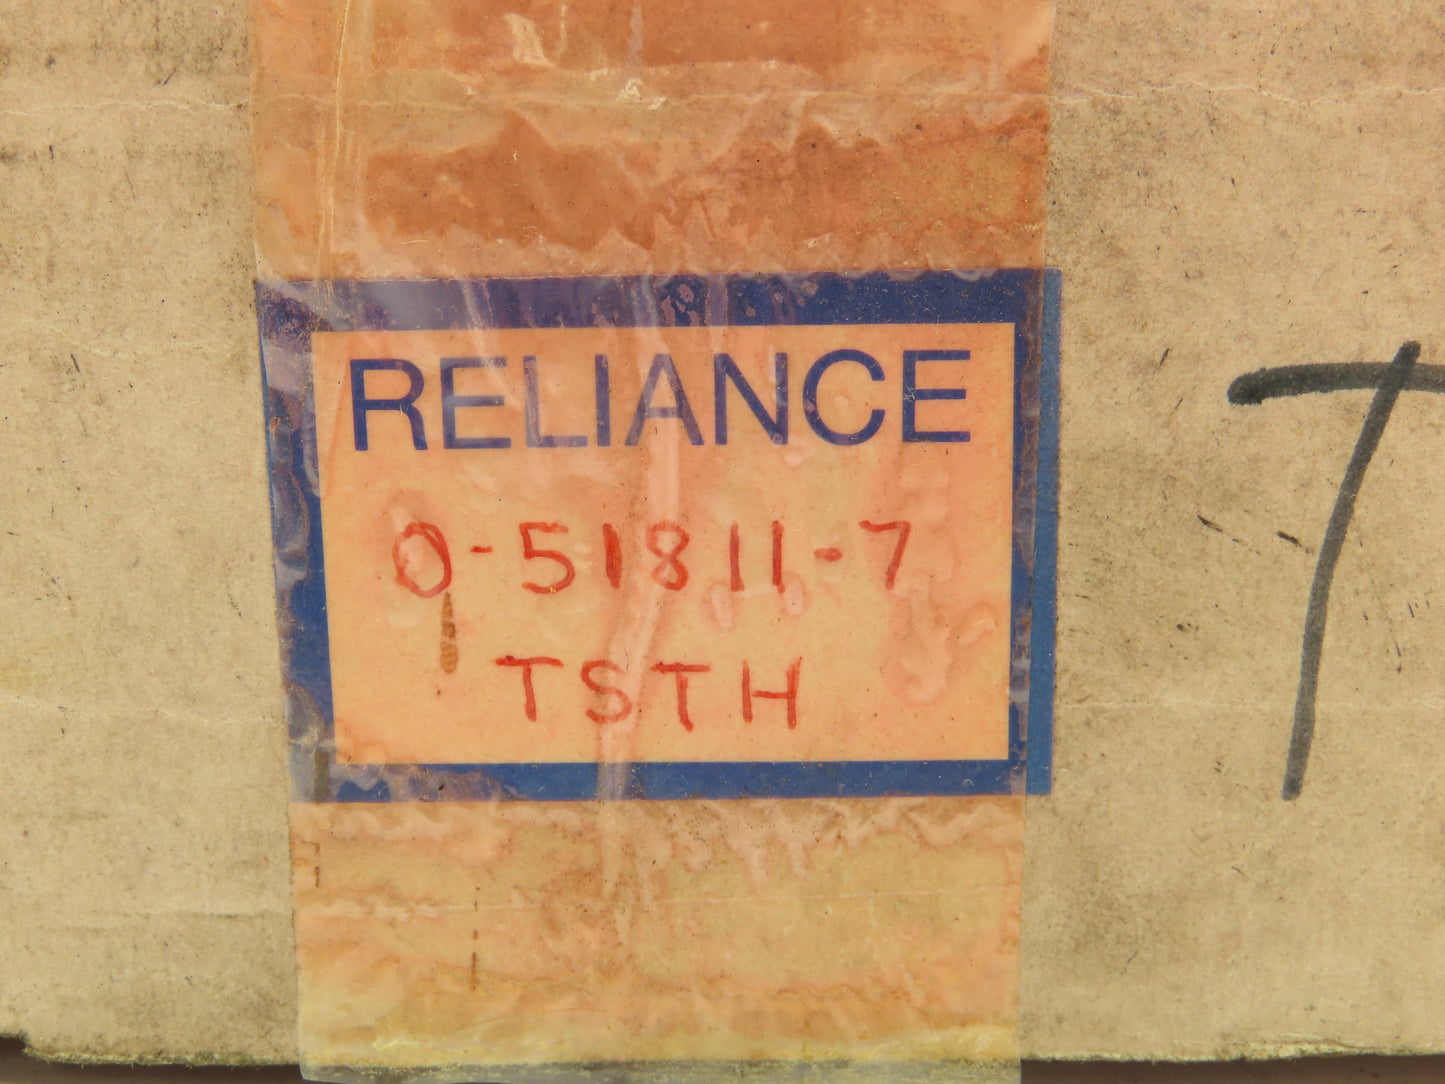 RELIANCE
0-51811-7
TSTH
T